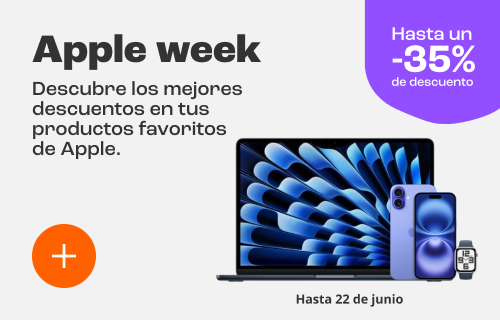 Apple week
Descubre los mejores
descuentos en tus
productos favoritos
de Apple.
Hasta un
-35%
de descuento
Hasta 22 de junio